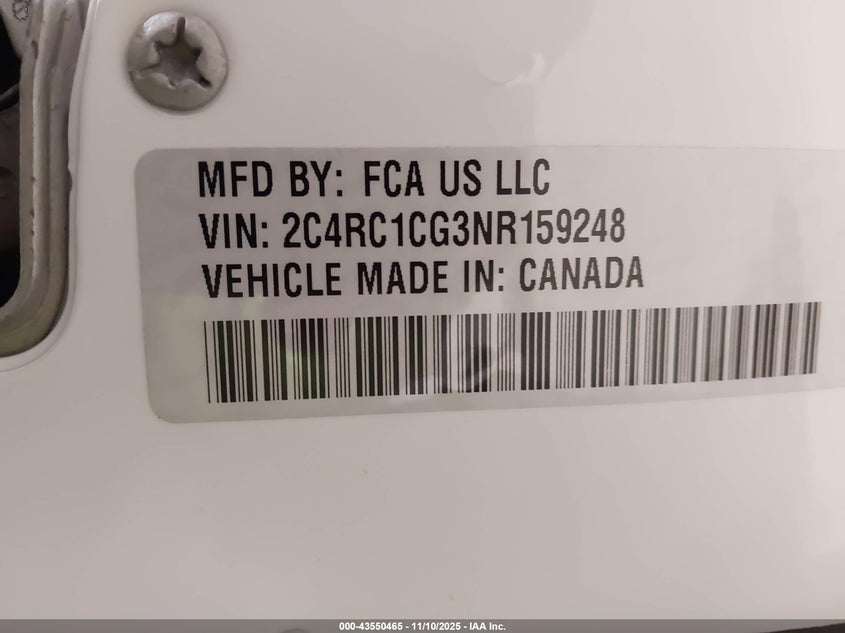 MFD BY: FCA US LLC
VIN: 2C4RC1CG3NR159248
VEHICLE MADE IN: CANADA
000-43550465 - 11/10/2025 - IAA Inc.